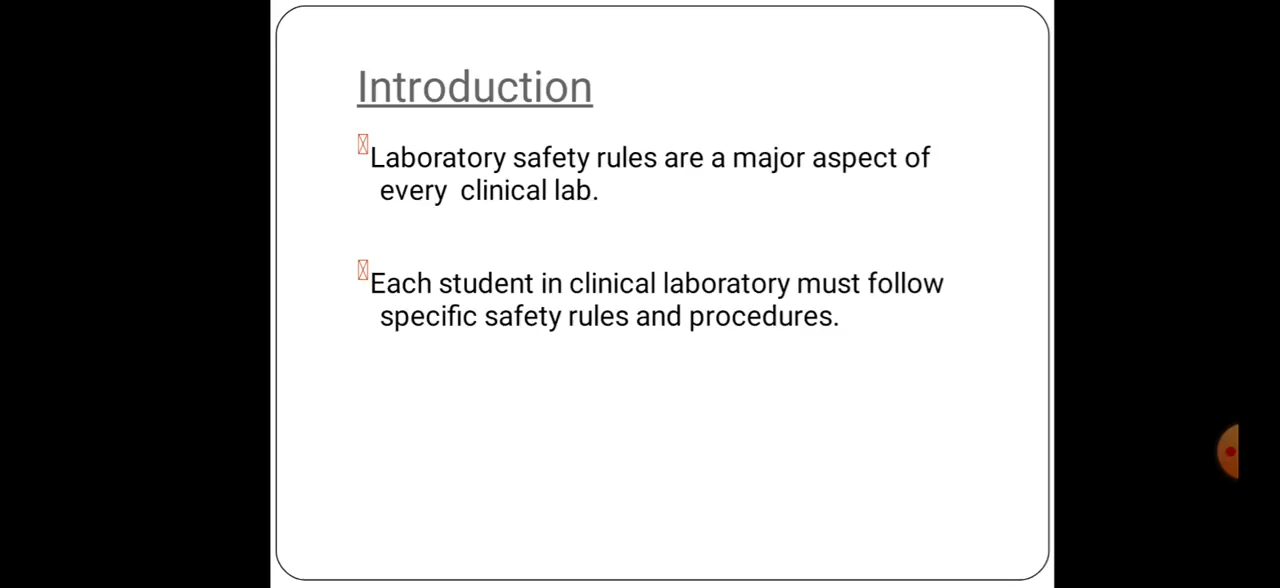 Introduction
Laboratory safety rules are a major aspect of
every clinical lab.
Each student in clinical laboratory must follow
specific safety rules and procedures.